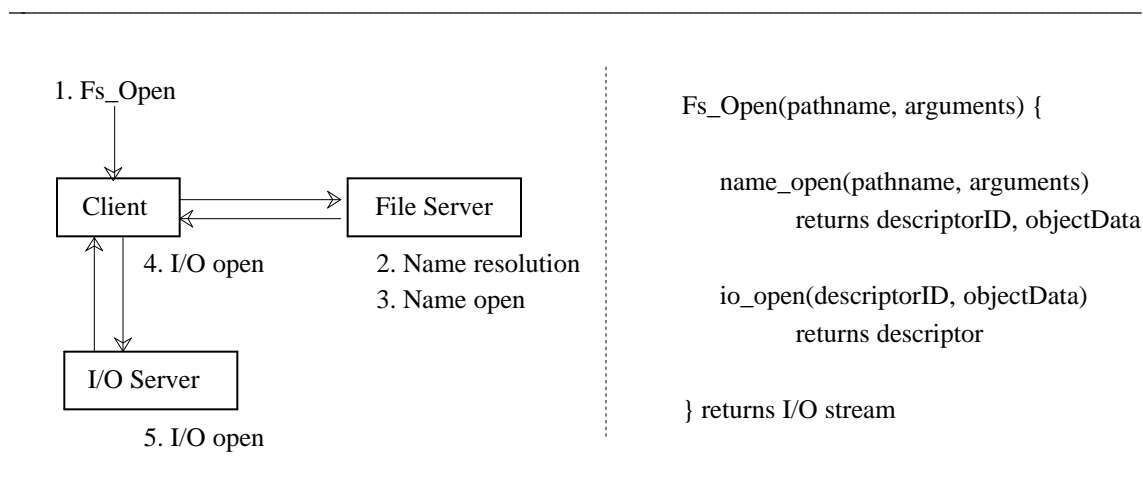 1. Fs_Open
Client
File Server
4. I/O open
2. Name resolution
3. Name open
I/O Server
5. I/O open
Fs_Open(pathname, arguments) {
name_open(pathname, arguments)
returns descriptorID, objectData
io_open(descriptorID, objectData)
returns descriptor
} returns I/O stream